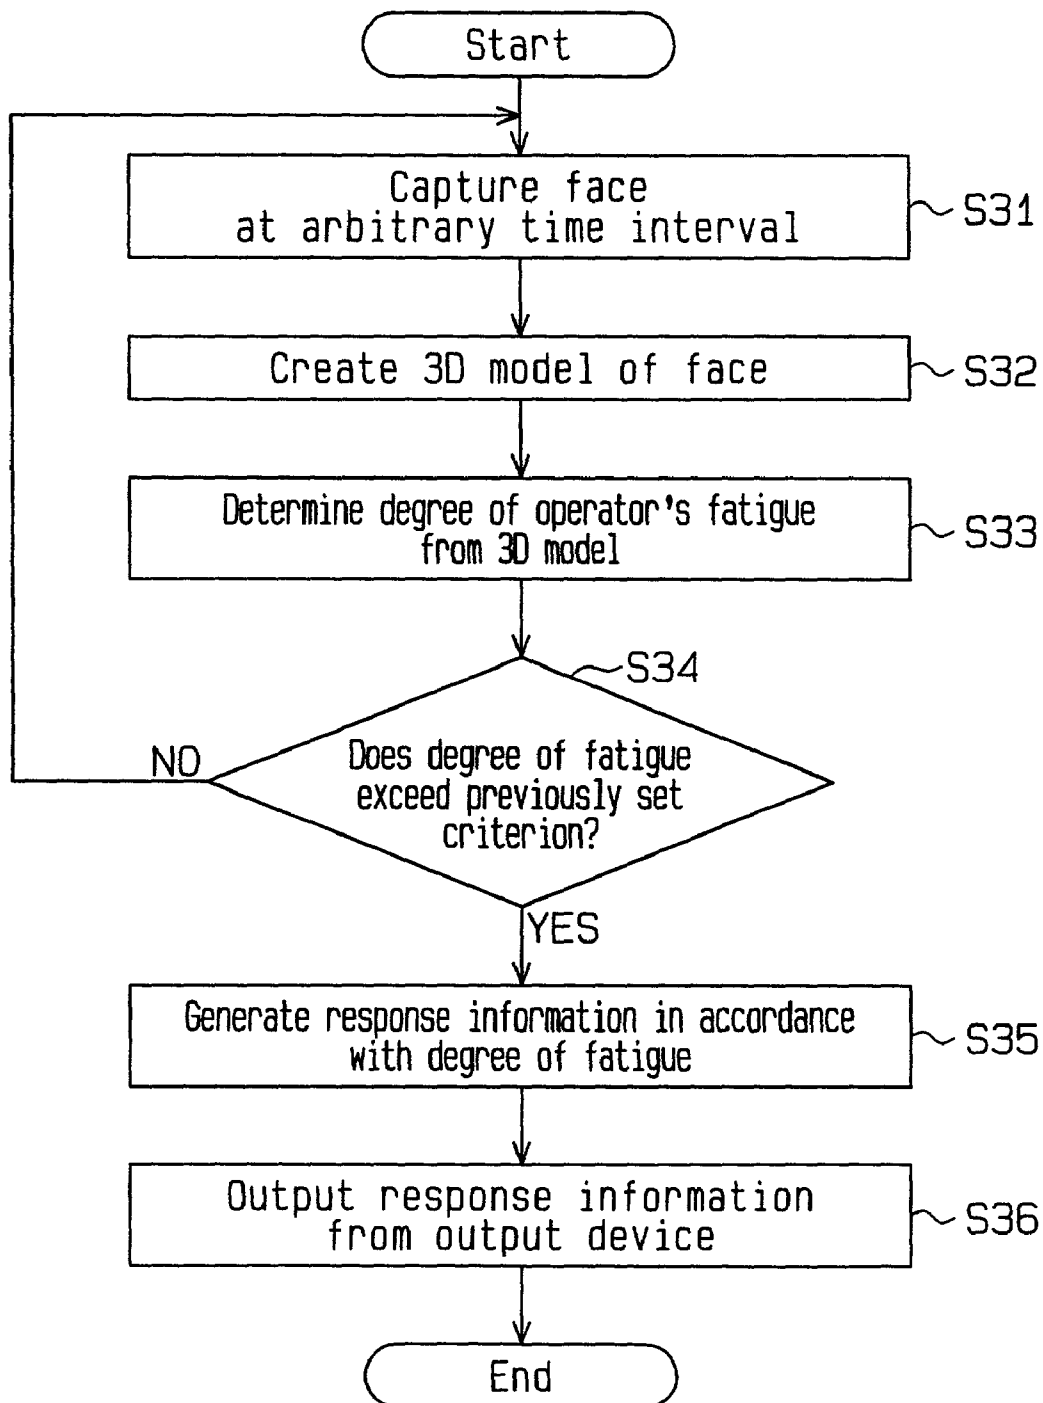 Start
Capture face
at arbitrary time interval
S31
Create 3D model of face
S32
Determine degree of operator's fatigue
from 3D model
S33
S34
NO
Does degree of fatigue
exceed previously set
criterion?
YES
Generate response information in accordance
with degree of fatigue
S35
Output response information
from output device
S36
End